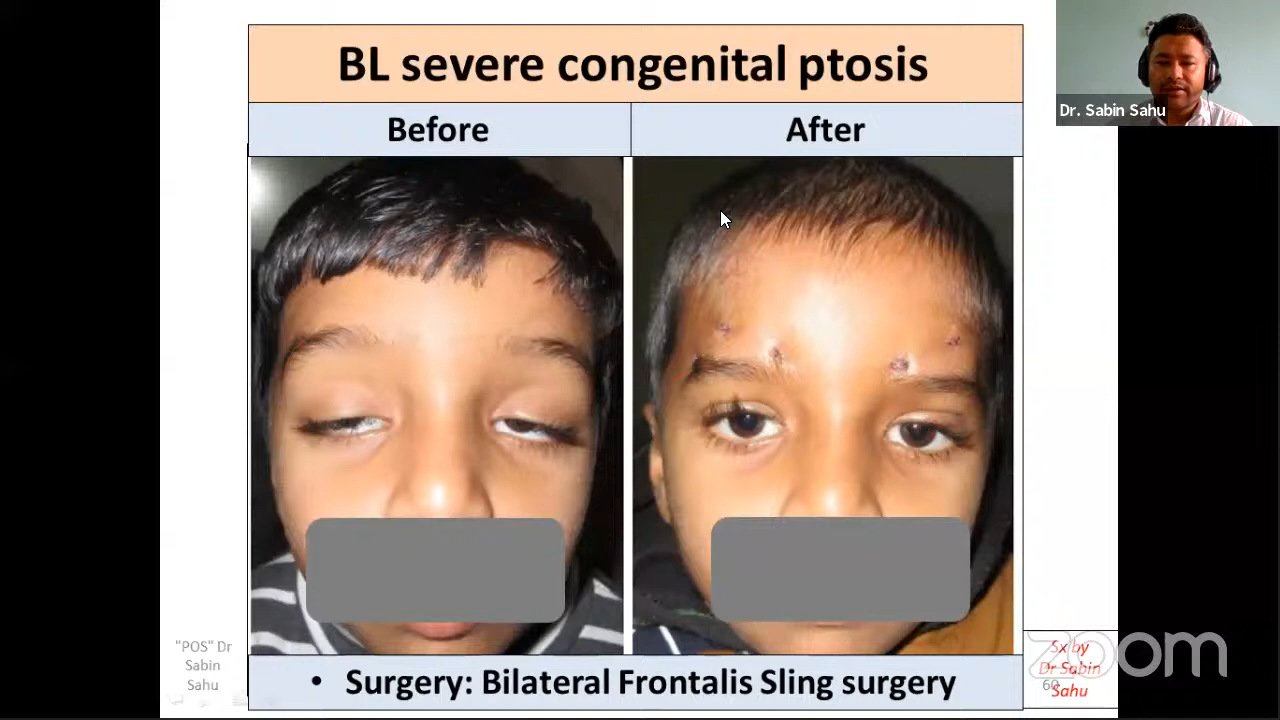 BL severe congenital ptosis
Before
After
Dr. Sabin Sahu
• Surgery: Bilateral Frontalis Sling surgery
"POS" Dr
Sabin
Sahu
Sx by
Dr Sabin
Sahu
60
zoom